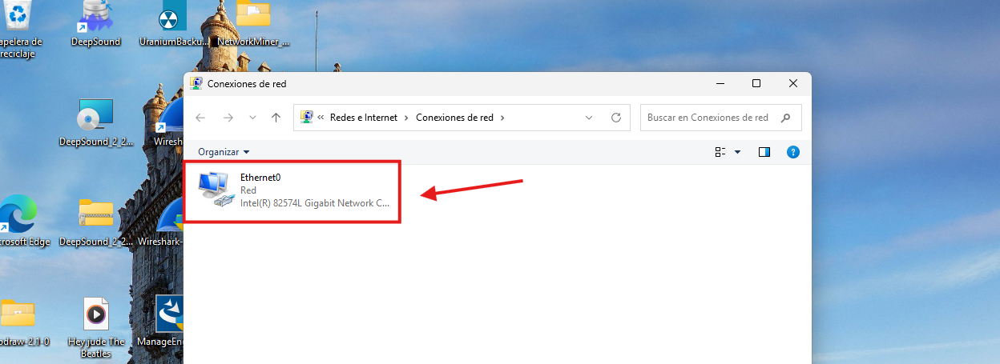 apelera de
reciclaje
DeepSound
UraniumBacku...
NetworkMiner_...
Conexiones de red
Redes e Internet
Conexiones de red
Buscar en Conexiones de red
DeepSound_2_2...
Wiresh
Organizar
?
Ethernet0
Red
Intel(R) 82574L Gigabit Network C...
crosoft Edge
DeepSound_2_2...
Wireshark-
draw-2.1-0
Hey jude The
Beatles
ManageEn